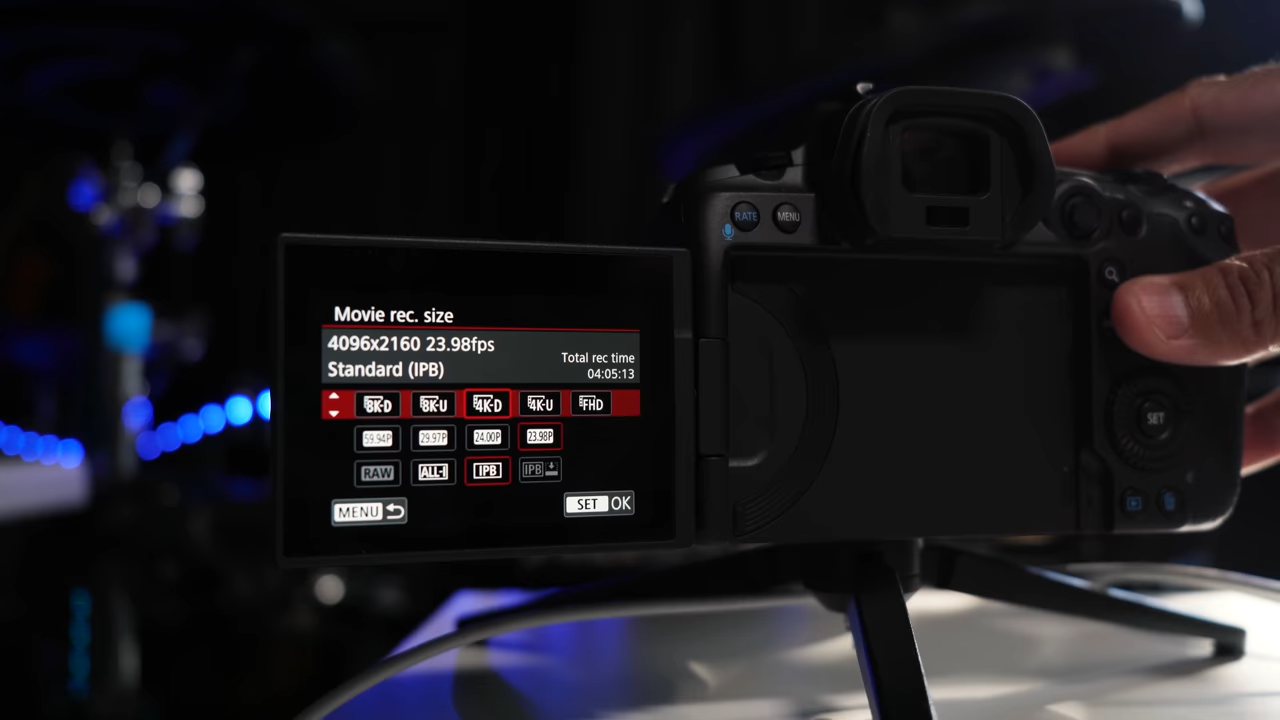 RATE MENU
Movie rec. size
4096x2160 23.98fps
Standard (IPB)
Total rec time
04:05:13
8K-D 8K-U 4K-D 4K-U FHD
59.94P 29.97P 24.00P 23.98P
RAW ALL-I IPB IPB
MENU SET OK
SET